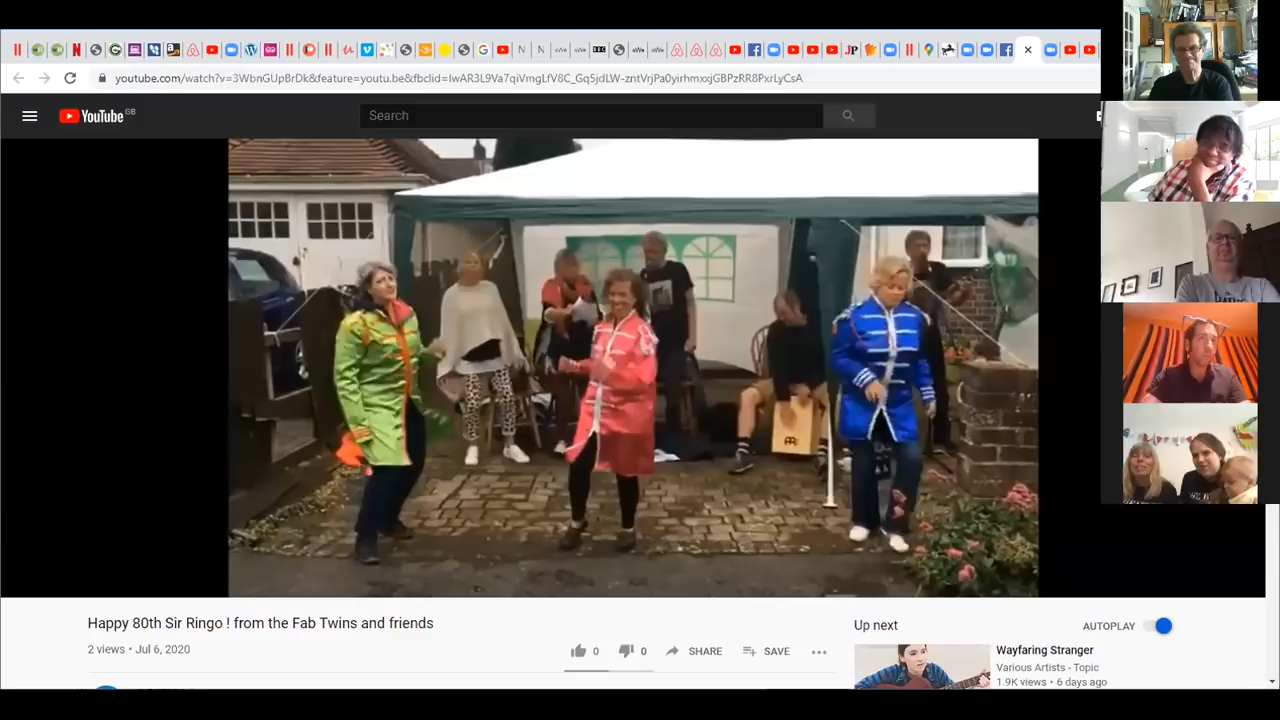 youtube.com/watch?v=3WbnGUpBrDk&feature=youtu.be&fbclid=IwAR3L9Va7qiVmgLfV8C_Gq5jdLW-zntVrjPa0yirhmxxjGBPzRR8PxrLyCsA
YouTube GB
Search
Happy 80th Sir Ringo ! from the Fab Twins and friends
2 views • Jul 6, 2020
0
0
SHARE
SAVE
Up next
AUTOPLAY
Wayfaring Stranger
Various Artists - Topic
1.9K views • 6 days ago